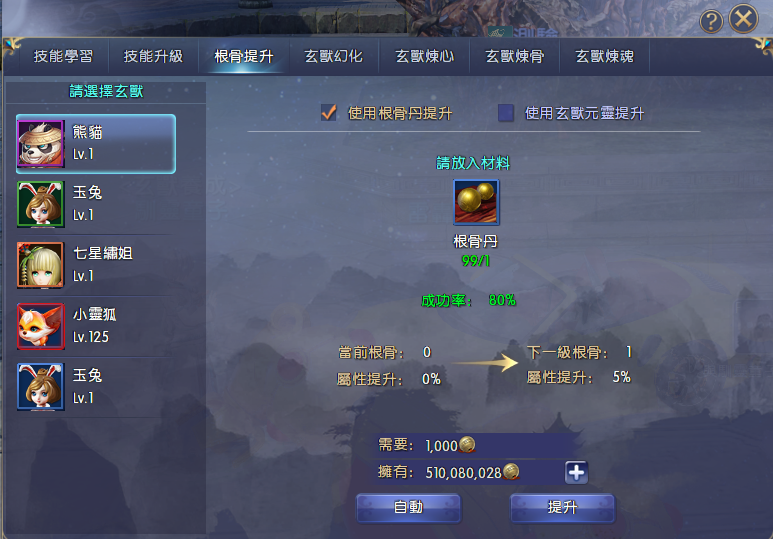 測驗
?
技能學習 技能升級 根骨提升 玄獸幻化 玄獸煉心 玄獸煉骨 玄獸煉魂
請選擇玄獸
熊貓
Lv.1
玉兔
Lv.1
七星繡姐
Lv.1
小靈狐
Lv.125
玉兔
Lv.1
使用根骨丹提升 使用玄獸元靈提升
請放入材料
根骨丹
99/1
成功率： 80%
當前根骨： 0 下一級根骨： 1
屬性提升： 0% 屬性提升： 5%
需要： 1,000
擁有： 510,080,028
自動 提升